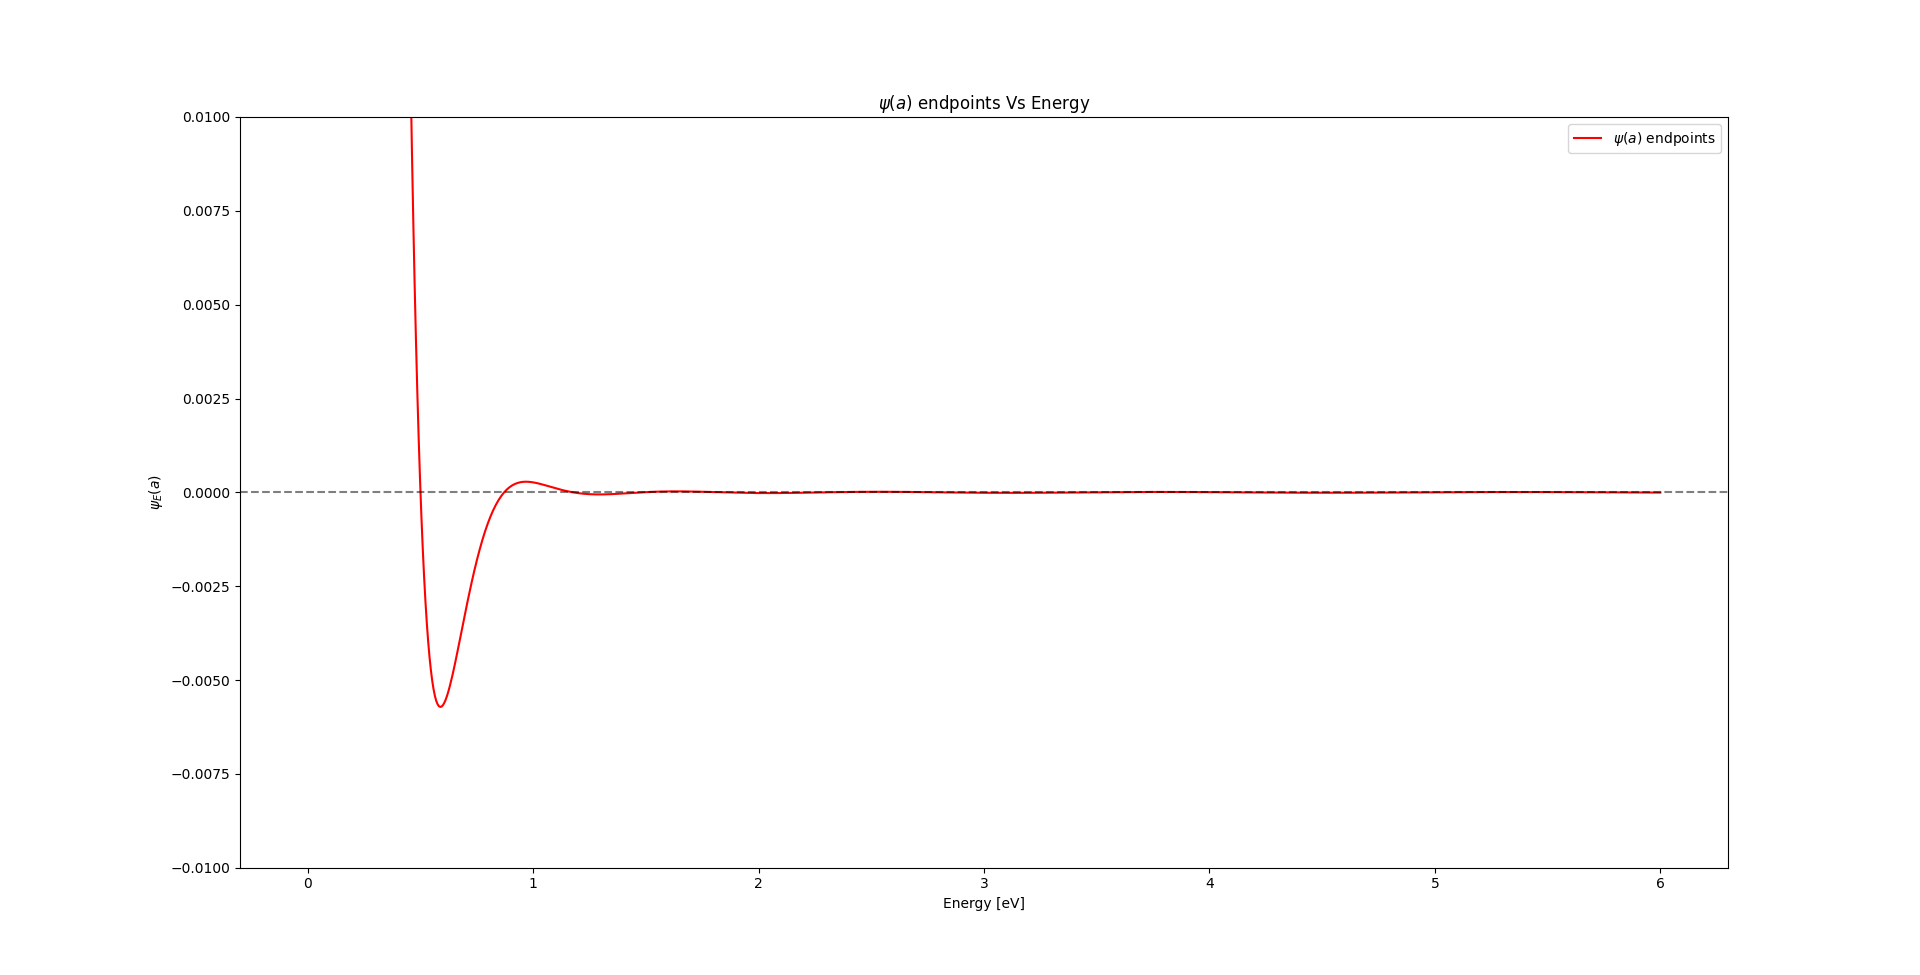 ψ(a) endpoints Vs Energy
ψ(a) endpoints
0.0100
0.0075
0.0050
0.0025
0.0000
−0.0025
−0.0050
−0.0075
−0.0100
ψE(a)
0 1 2 3 4 5 6
Energy [eV]